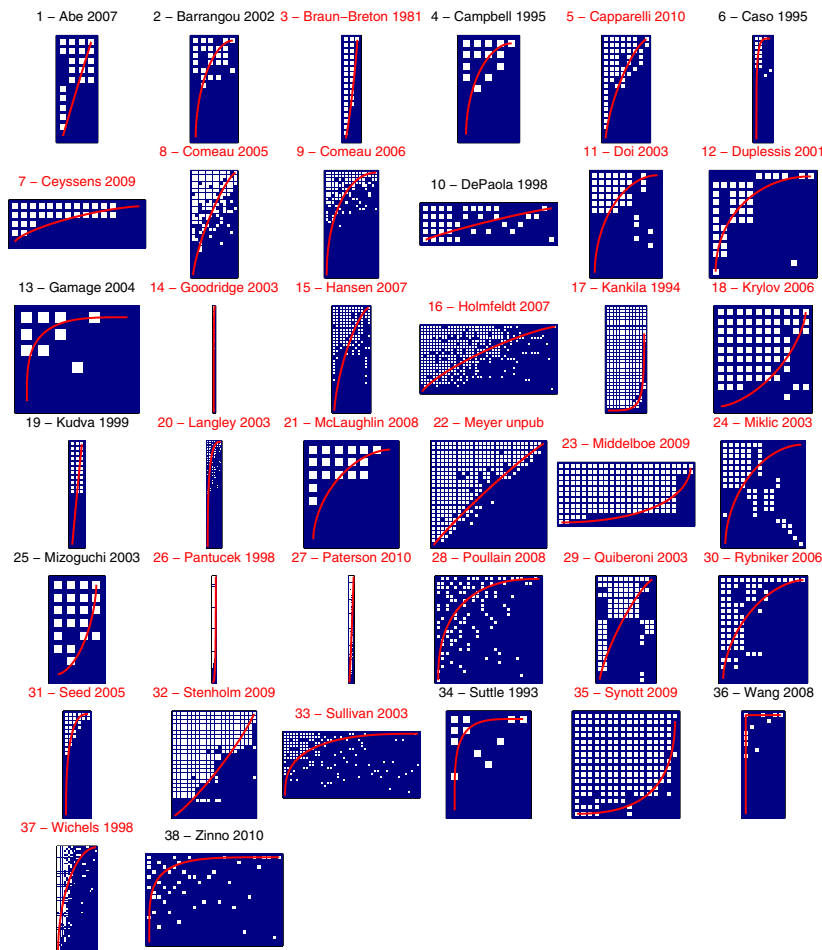 1 – Abe 2007
2 – Barrangou 2002
3 – Braun–Breton 1981
4 – Campbell 1995
5 – Capparelli 2010
6 – Caso 1995
7 – Ceyssens 2009
8 – Comeau 2005
9 – Comeau 2006
10 – DePaola 1998
11 – Doi 2003
12 – Duplessis 2001
13 – Gamage 2004
14 – Goodridge 2003
15 – Hansen 2007
16 – Holmfeldt 2007
17 – Kankila 1994
18 – Krylov 2006
19 – Kudva 1999
20 – Langley 2003
21 – McLaughlin 2008
22 – Meyer unpub
23 – Middelboe 2009
24 – Miklic 2003
25 – Mizoguchi 2003
26 – Pantucek 1998
27 – Paterson 2010
28 – Poullain 2008
29 – Quiberoni 2003
30 – Rybniker 2006
31 – Seed 2005
32 – Stenholm 2009
33 – Sullivan 2003
34 – Suttle 1993
35 – Synott 2009
36 – Wang 2008
37 – Wichels 1998
38 – Zinno 2010